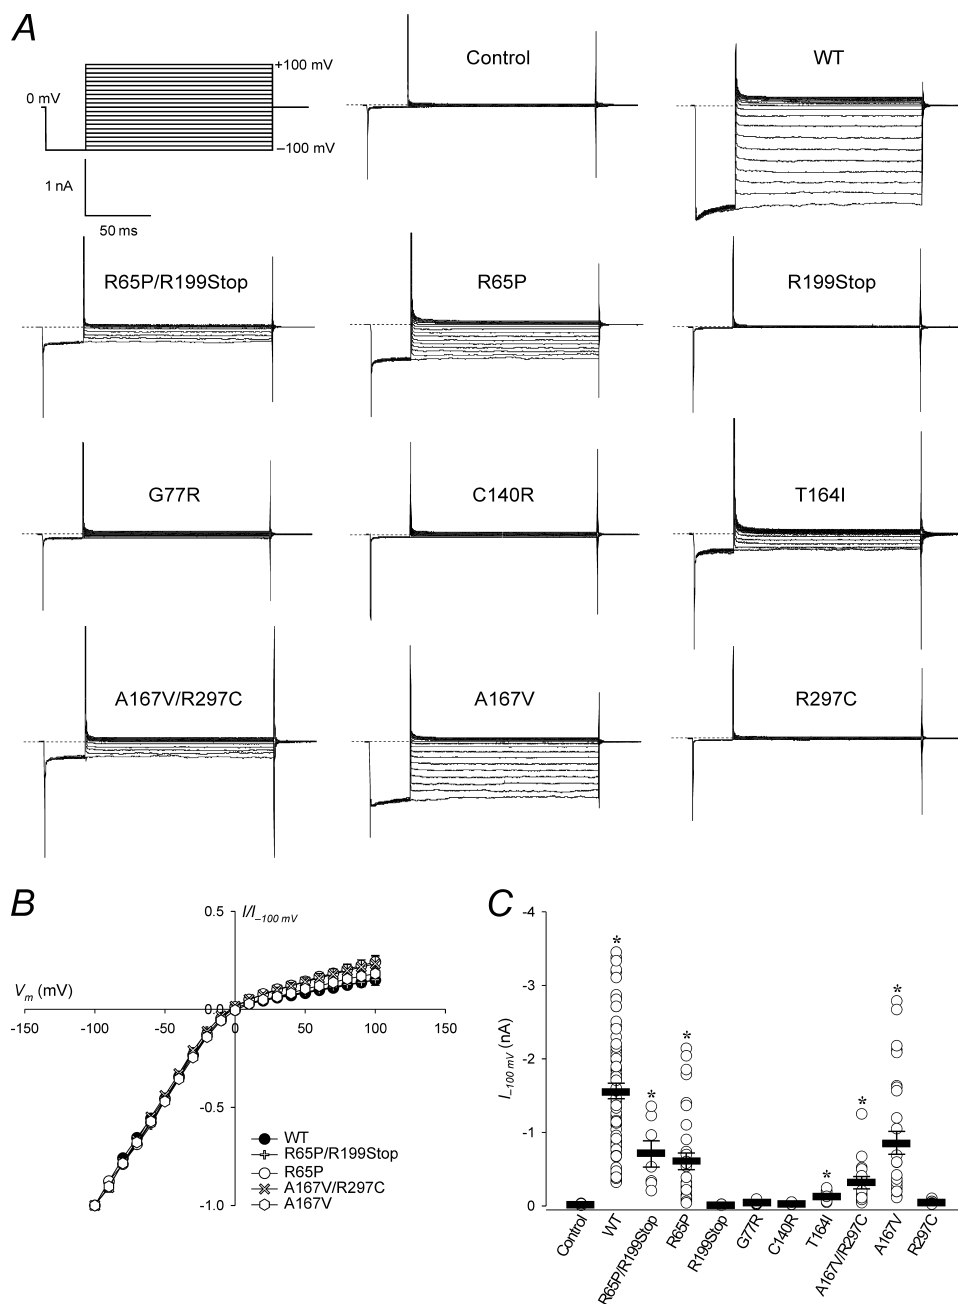 A
+100 mV
0 mV
–100 mV
1 nA
50 ms
Control
WT
R65P/R199Stop
R65P
R199Stop
G77R
C140R
T164I
A167V/R297C
A167V
R297C
B
0.5
I/I–100 mV
Vm (mV)
0.0
-150
-100
-50
0
50
100
150
-0.5
-1.0
WT
R65P/R199Stop
R65P
A167V/R297C
A167V
C
I–100 mV (nA)
-4
-3
-2
-1
0
*
*
*
*
*
*
Control
WT
R65P/R199Stop
R65P
R199Stop
G77R
C140R
T164I
A167V/R297C
A167V
R297C